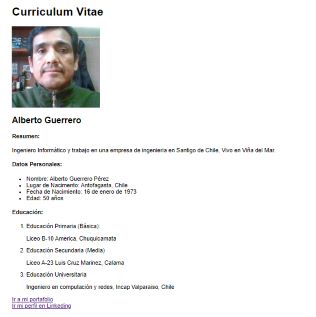 Curriculum Vitae
Alberto Guerrero
Resumen:
Ingeniero Informático y trabajo en una empresa de ingenieria en Santigo de Chile, Vivo en Viña del Mar.
Datos Personales:
Nombre: Alberto Guerrero Pérez
Lugar de Nacimento: Antofagasta, Chile
Fecha de Nacimiento: 16 de enero de 1973
Edad: 50 años
Educación:
1. Educación Primaria (Básica):
Liceo B-10 America, Chuquicamata
2. Educación Secundaria (Media)
Liceo A-23 Luis Cruz Marinez, Calama
3. Educación Universitaria
Ingeniero en computación y redes, Incap Valparaiso, Chile
Ir a mi portafolio
Ir mi perfil en Linkeding